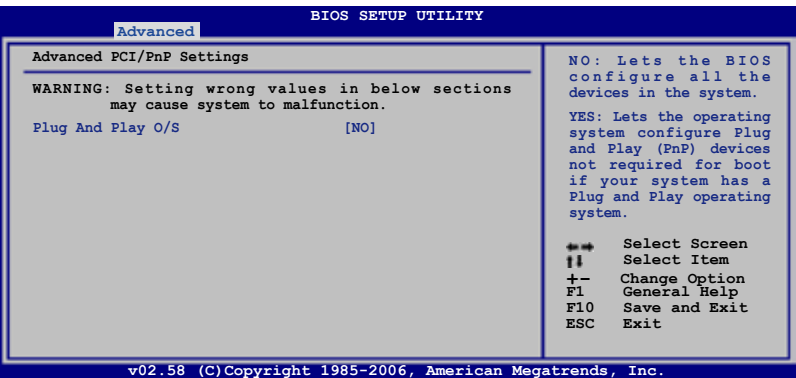 BIOS SETUP UTILITY
Advanced
Advanced PCI/PnP Settings
WARNING: Setting wrong values in below sections
may cause system to malfunction.
Plug And Play O/S [NO]
NO: Lets the BIOS
configure all the
devices in the system.
YES: Lets the operating
system configure Plug
and Play (PnP) devices
not required for boot
if your system has a
Plug and Play operating
system.
Select Screen
Select Item
+- Change Option
F1 General Help
F10 Save and Exit
ESC Exit
v02.58 (C)Copyright 1985-2006, American Megatrends, Inc.